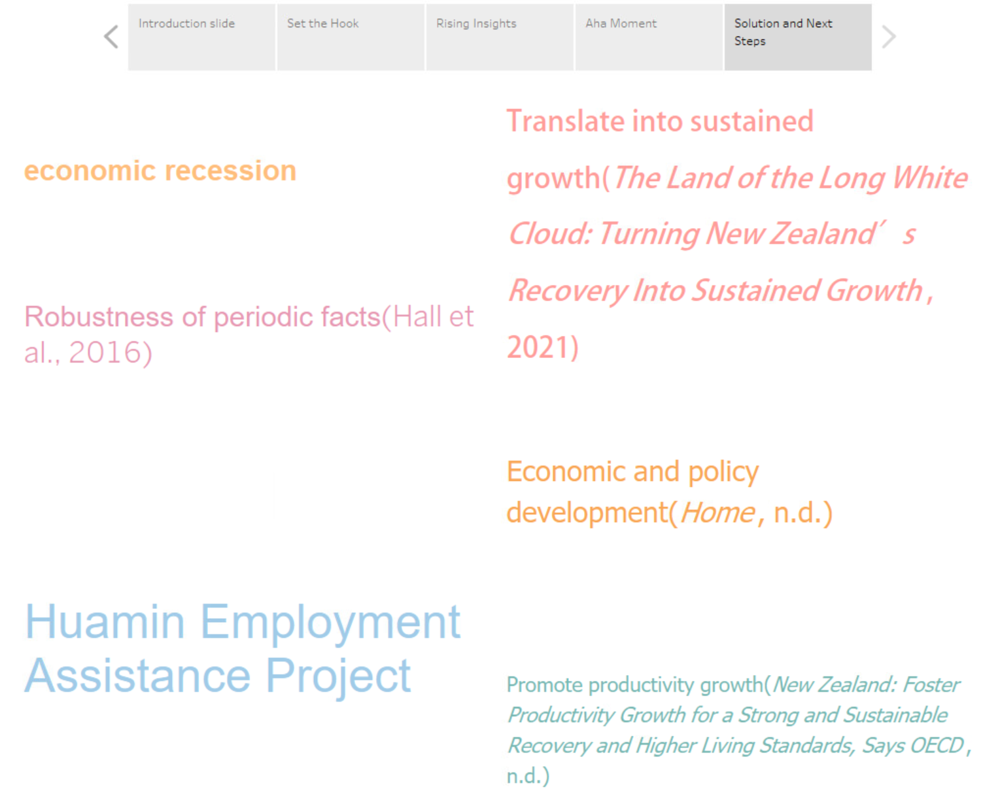 Introduction slide
Set the Hook
Rising Insights
Aha Moment
Solution and Next
Steps
economic recession
Robustness of periodic facts(Hall et
al., 2016)
Huamin Employment
Assistance Project
Translate into sustained
growth(The Land of the Long White
Cloud: Turning New Zealand′ s
Recovery Into Sustained Growth,
2021)
Economic and policy
development(Home, n.d.)
Promote productivity growth(New Zealand: Foster
Productivity Growth for a Strong and Sustainable
Recovery and Higher Living Standards, Says OECD,
n.d.)